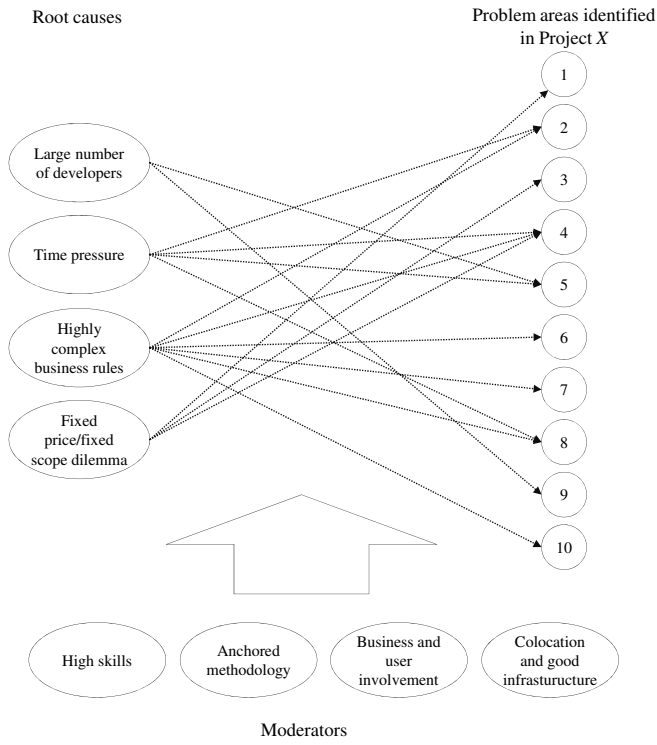 Root causes
Problem areas identified
in Project X
Large number
of developers
Time pressure
Highly
complex
business rules
Fixed
price/fixed
scope dilemma
1
2
3
4
5
6
7
8
9
10
High skills
Anchored
methodology
Business and
user
involvement
Colocation
and good
infrasturucture
Moderators